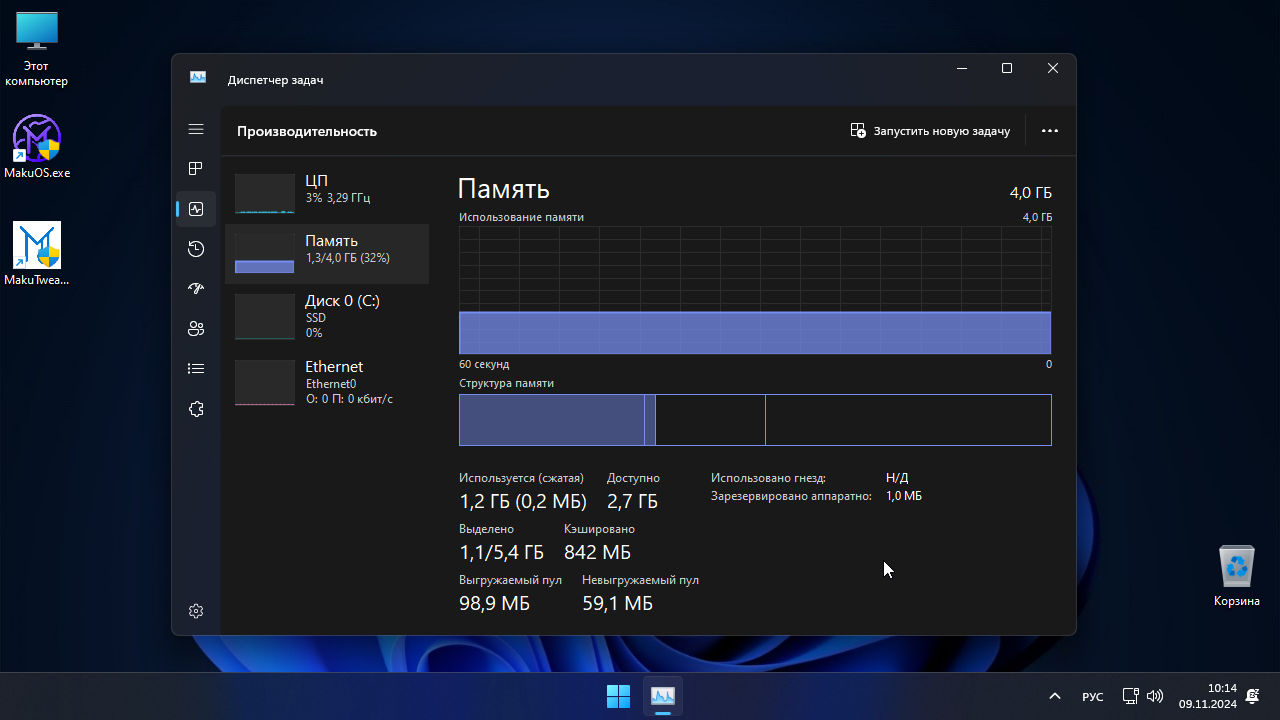 Этот
компьютер
MakuOS.exe
MakuTwea...
Диспетчер задач
Производительность
Запустить новую задачу
ЦП
3% 3,29 ГГц
Память
1,3/4,0 ГБ (32%)
Диск 0 (C:)
SSD
0%
Ethernet
Ethernet0
О: 0 П: 0 кбит/с
Память
4,0 ГБ
Использование памяти
4,0 ГБ
60 секунд
0
Структура памяти
Используется (сжатая)
1,2 ГБ (0,2 МБ)
Доступно
2,7 ГБ
Использовано гнезд:
Н/Д
Зарезервировано аппаратно:
1,0 МБ
Выделено
1,1/5,4 ГБ
Кэшировано
842 МБ
Выгружаемый пул
98,9 МБ
Невыгружаемый пул
59,1 МБ
Корзина
РУС
10:14
09.11.2024